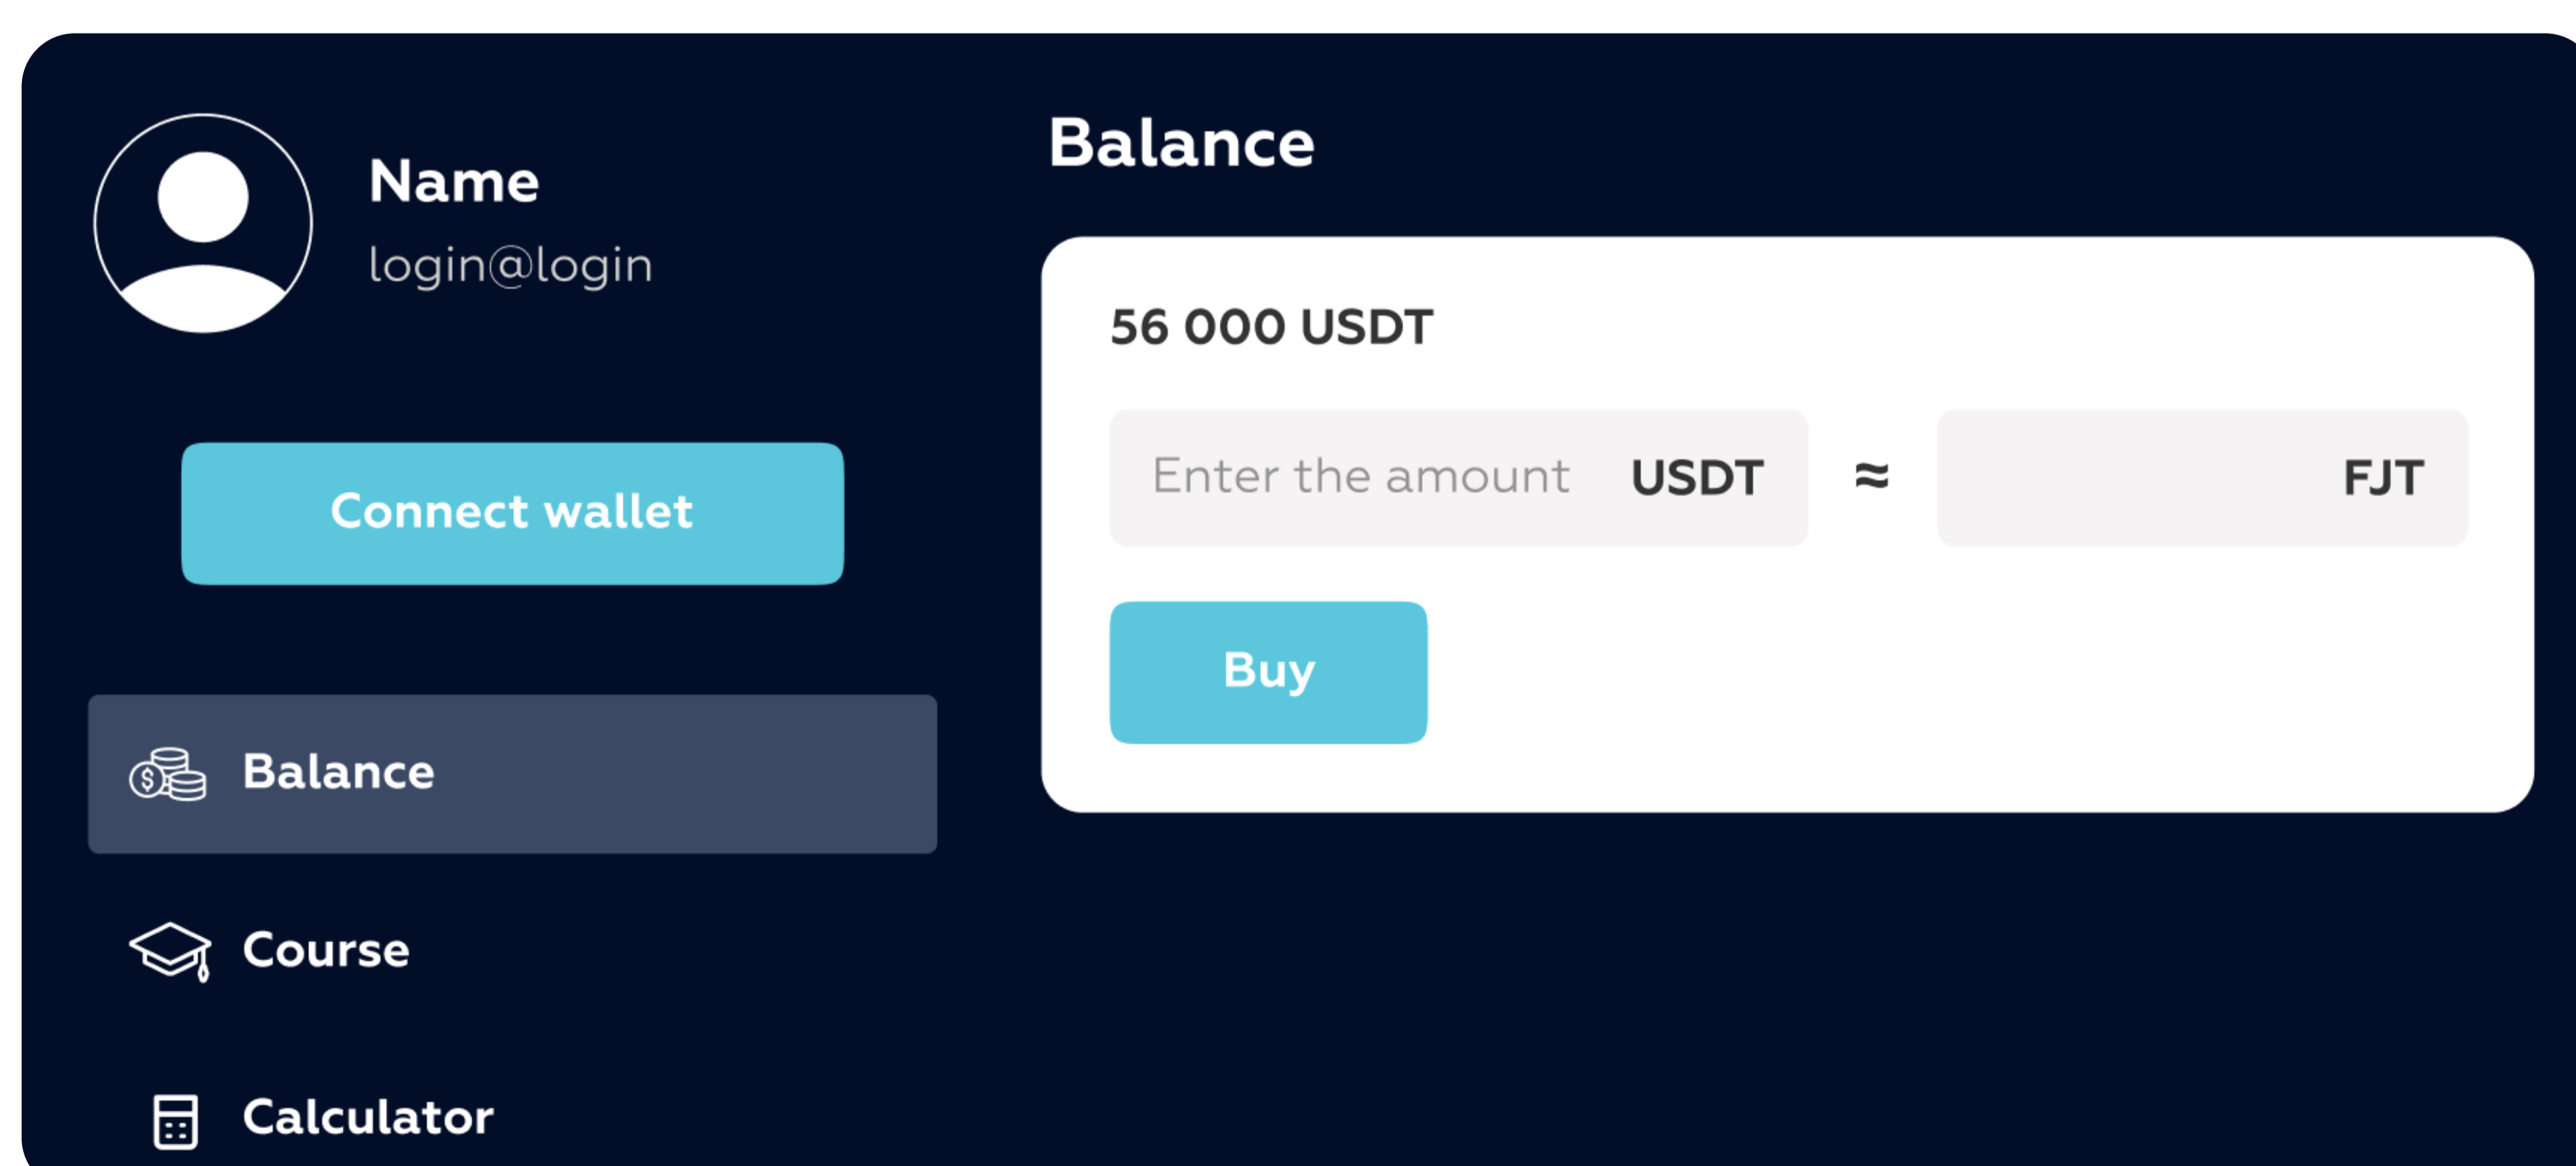 Name
login@login
Connect wallet
Balance
Course
Calculator
Balance
56 000 USDT
Enter the amount USDT ≈ FJT
Buy